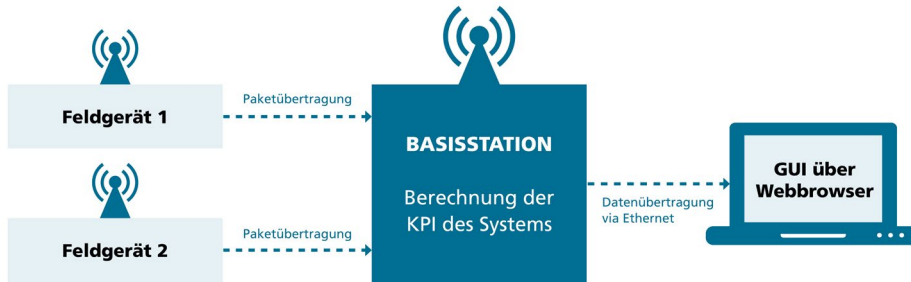 Feldgerät 1
Paketübertragung
Feldgerät 2
Paketübertragung
BASISSTATION
Berechnung der
KPI des Systems
Datenübertragung
via Ethernet
GUI über
Webbrowser